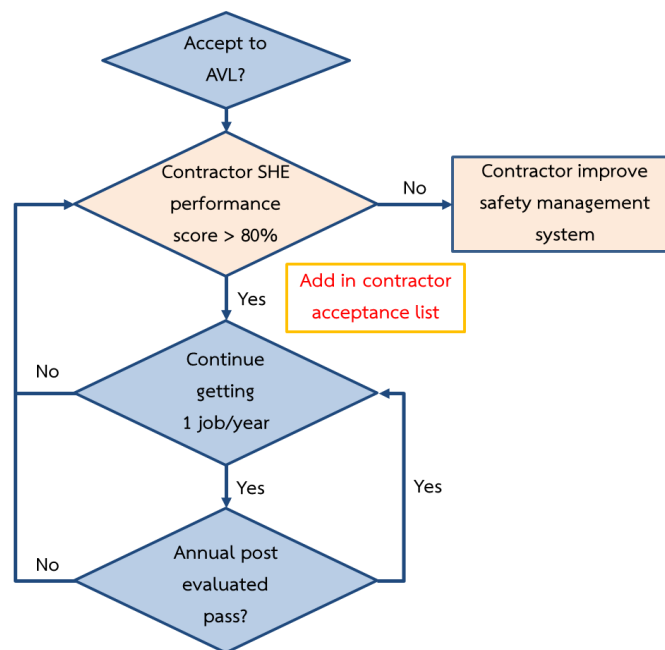 Accept to
AVL?
Contractor SHE
performance
score > 80%
No
Contractor improve
safety management
system
Yes
Add in contractor
acceptance list
Continue
getting
1 job/year
No
Yes
Yes
Annual post
evaluated
pass?
No